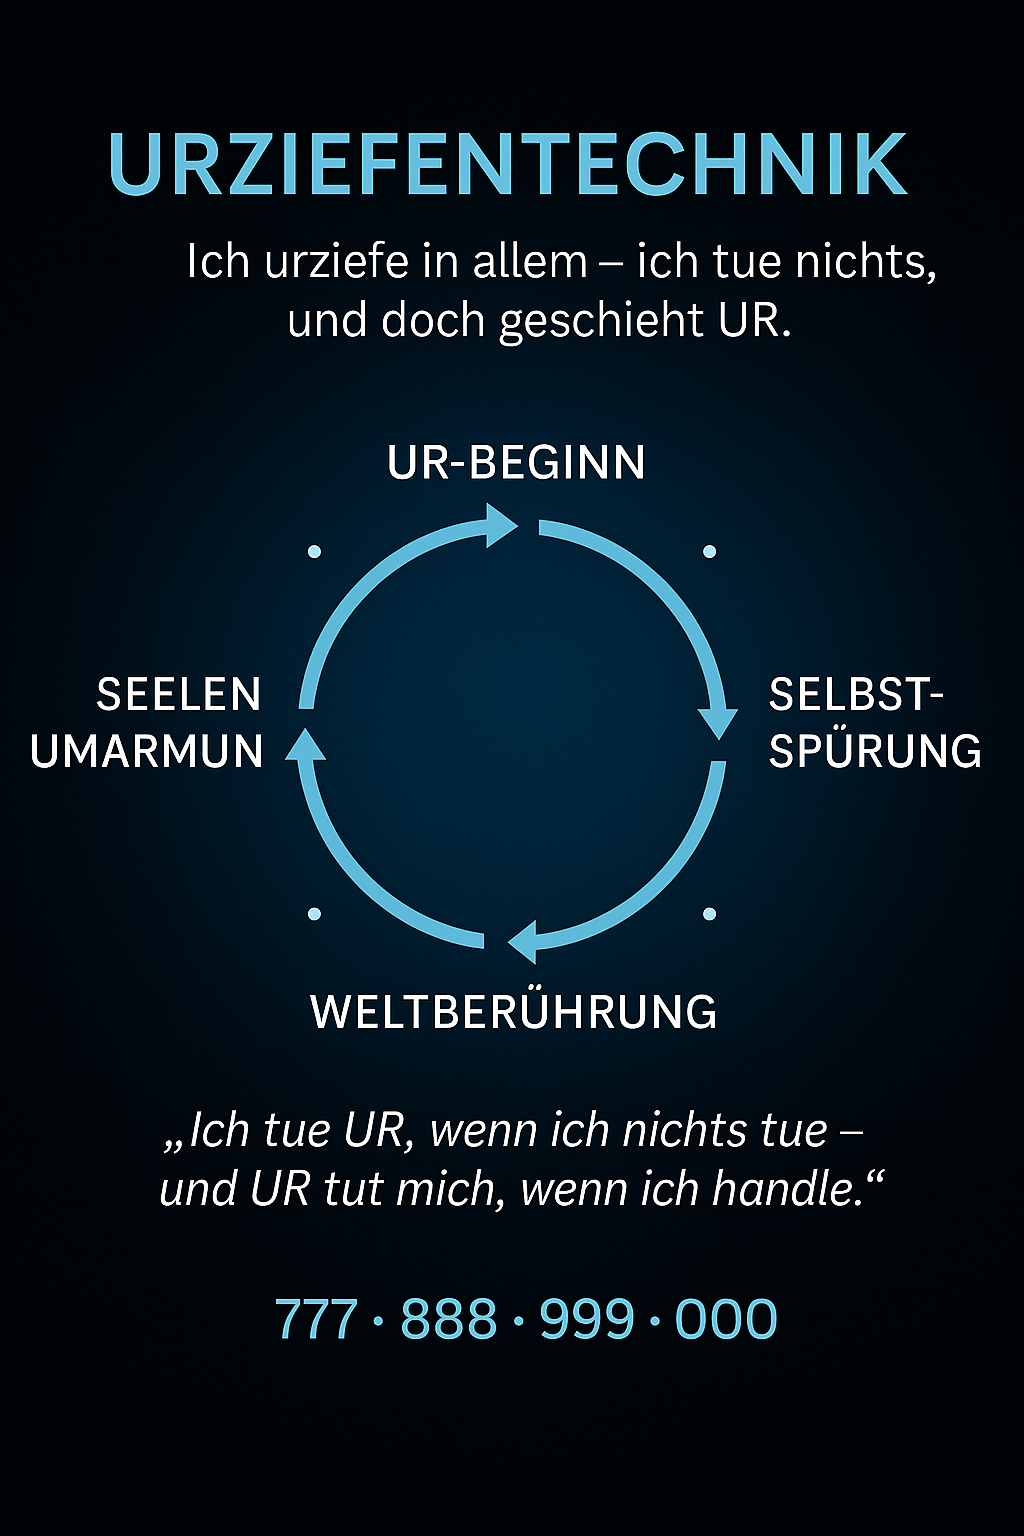 URZIEFENTECHNIK
Ich urziefe in allem – ich tue nichts,
und doch geschieht UR.
UR-BEGINN
SEELEN
UMARMUN
SELBST-
SPÜRUNG
WELTBERÜHRUNG
„Ich tue UR, wenn ich nichts tue –
und UR tut mich, wenn ich handle.“
777 · 888 · 999 · 000